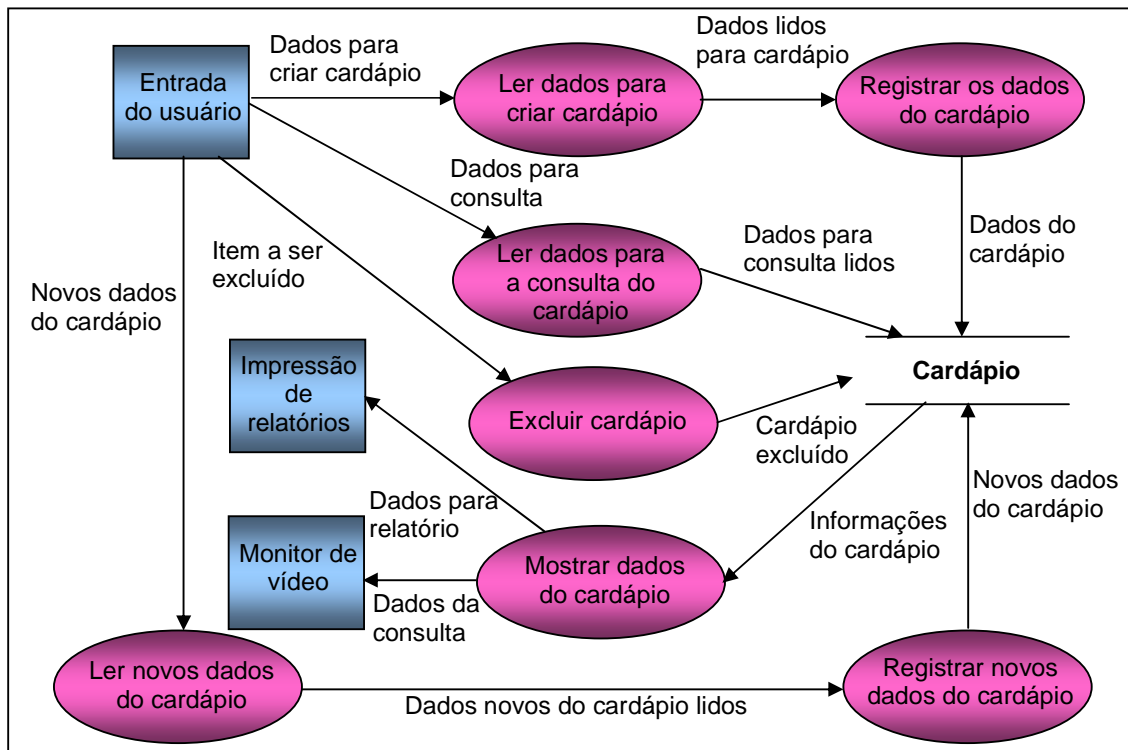 Dados para
criar cardápio
Dados lidos
para cardápio
Entrada
do usuário
Ler dados para
criar cardápio
Registrar os dados
do cardápio
Dados para
consulta
Item a ser
excluído
Ler dados para
a consulta do
cardápio
Dados para
consulta lidos
Dados do
cardápio
Novos dados
do cardápio
Impressão
de
relatórios
Cardápio
Excluir cardápio
Cardápio
excluído
Novos dados
do cardápio
Dados para
relatório
Informações
do cardápio
Monitor de
vídeo
Mostrar dados
do cardápio
Dados da
consulta
Ler novos dados
do cardápio
Dados novos do cardápio lidos
Registrar novos
dados do cardápio